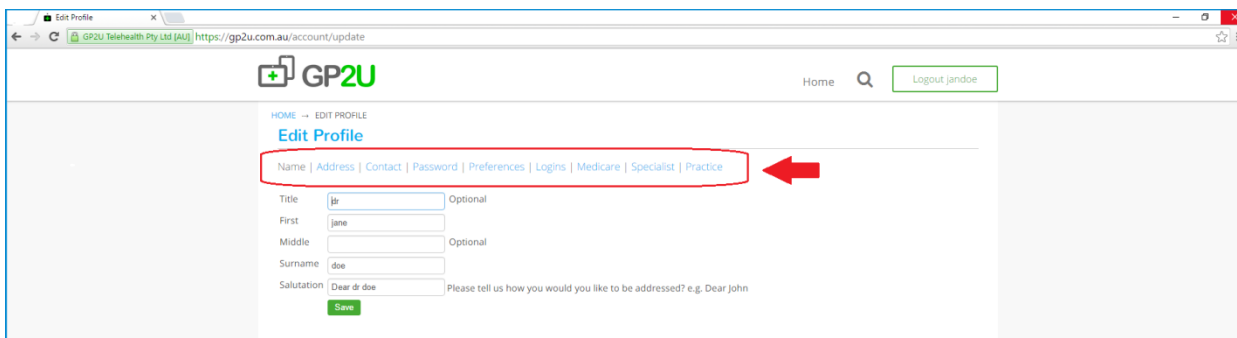 Edit Profile
GP2U Telehealth Pty Ltd [AU] https://gp2u.com.au/account/update
GP2U
Home
Logout jandoe
HOME → EDIT PROFILE
Edit Profile
Name | Address | Contact | Password | Preferences | Logins | Medicare | Specialist | Practice
Title dr Optional
First jane
Middle Optional
Surname doe
Salutation Dear dr doe Please tell us how you would you like to be addressed? e.g. Dear John
Save